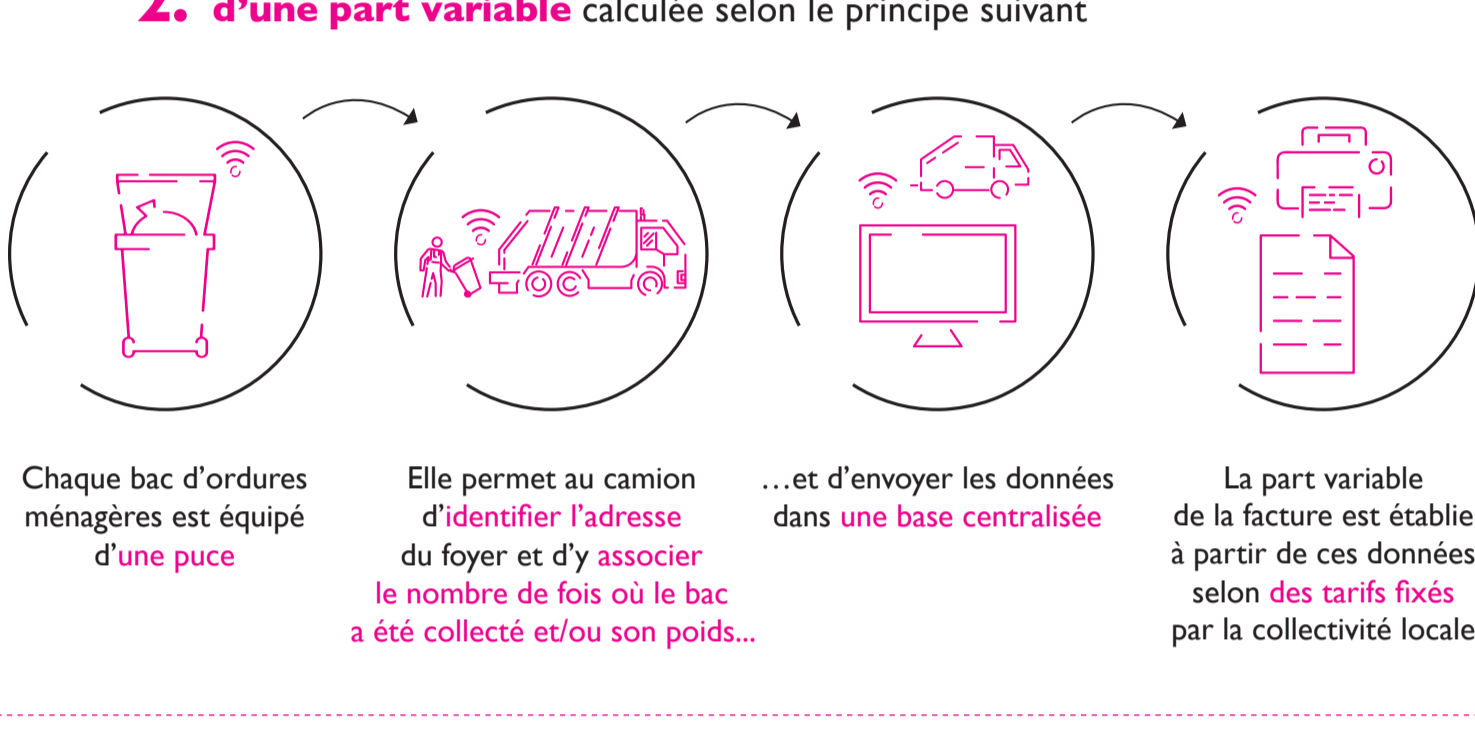 2. d'une part variable calculée selon le principe suivant
Chaque bac d'ordures
ménagères est équipé
d'une puce
Elle permet au camion
d'identifier l'adresse
du foyer et d'y associer
le nombre de fois où le bac
a été collecté et/ou son poids...
…et d'envoyer les données
dans une base centralisée
La part variable
de la facture est établie
à partir de ces données
selon des tarifs fixés
par la collectivité locale